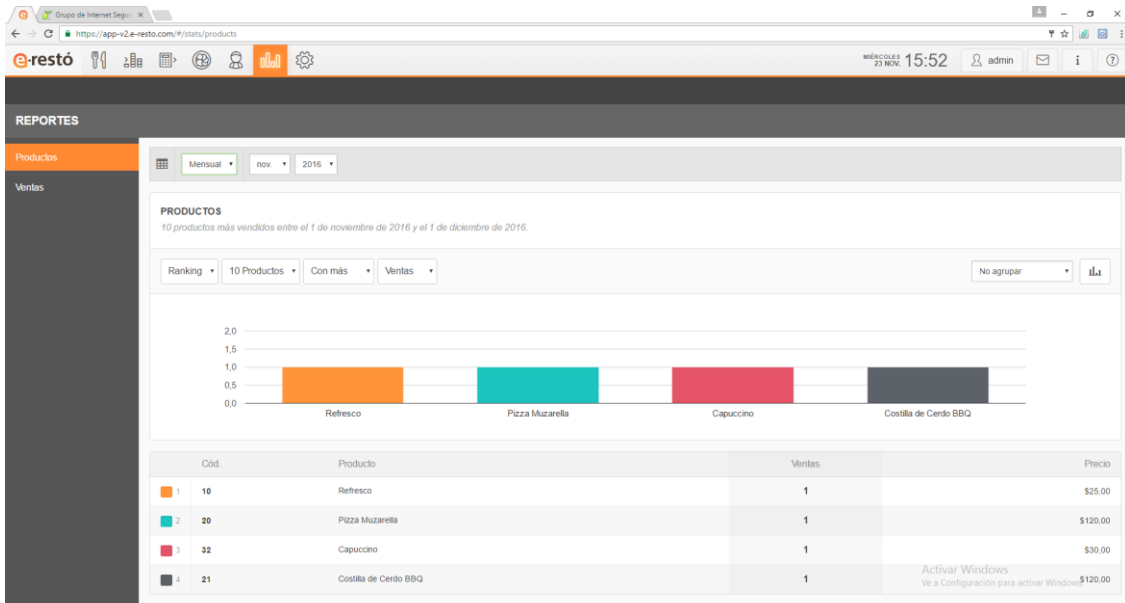 Grupo de Internet Segu
https://app-v2.e-resto.com/#/stats/products
e-restó
MIÉRCOLES 23 NOV. 15:52 admin i ?
REPORTES
Productos
Ventas
Mensual nov. 2016
PRODUCTOS
10 productos más vendidos entre el 1 de noviembre de 2016 y el 1 de diciembre de 2016.
Ranking 10 Productos Con más Ventas No agrupar
2,0
1,5
1,0
0,5
0,0
Refresco Pizza Muzarella Capuccino Costilla de Cerdo BBQ
Cód. Producto Ventas Precio
1 10 Refresco 1 $25,00
2 20 Pizza Muzarella 1 $120,00
3 32 Capuccino 1 $30,00
4 21 Costilla de Cerdo BBQ 1 $120,00
Activar Windows
Ve a Configuración para activar Windows